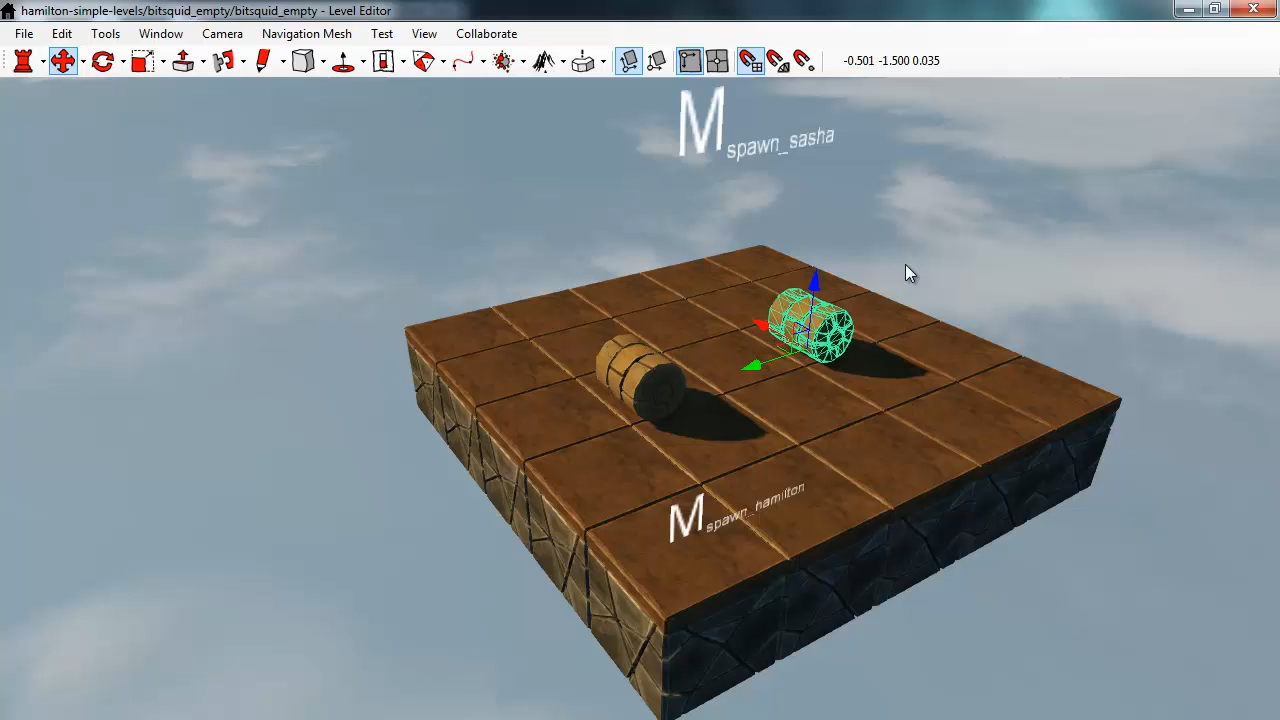 hamilton-simple-levels/bitsquid_empty/bitsquid_empty - Level Editor
File Edit Tools Window Camera Navigation Mesh Test View Collaborate
-0.501 -1.500 0.035
M spawn_sasha
M spawn_hamilton